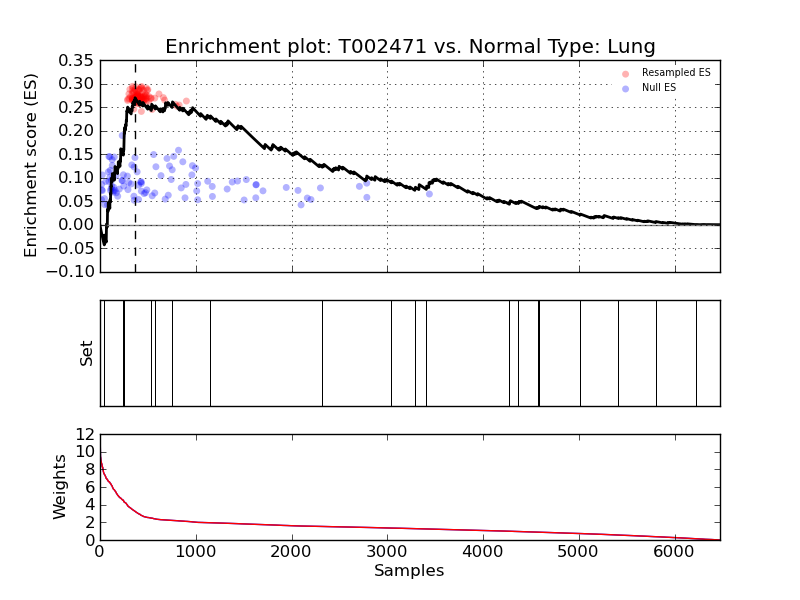 Enrichment plot: T002471 vs. Normal Type: Lung
Enrichment score (ES)
0.35
0.30
0.25
0.20
0.15
0.10
0.05
0.00
−0.05
−0.10
Resampled ES
Null ES
Set
Weights
12
10
8
6
4
2
0
0 1000 2000 3000 4000 5000 6000
Samples